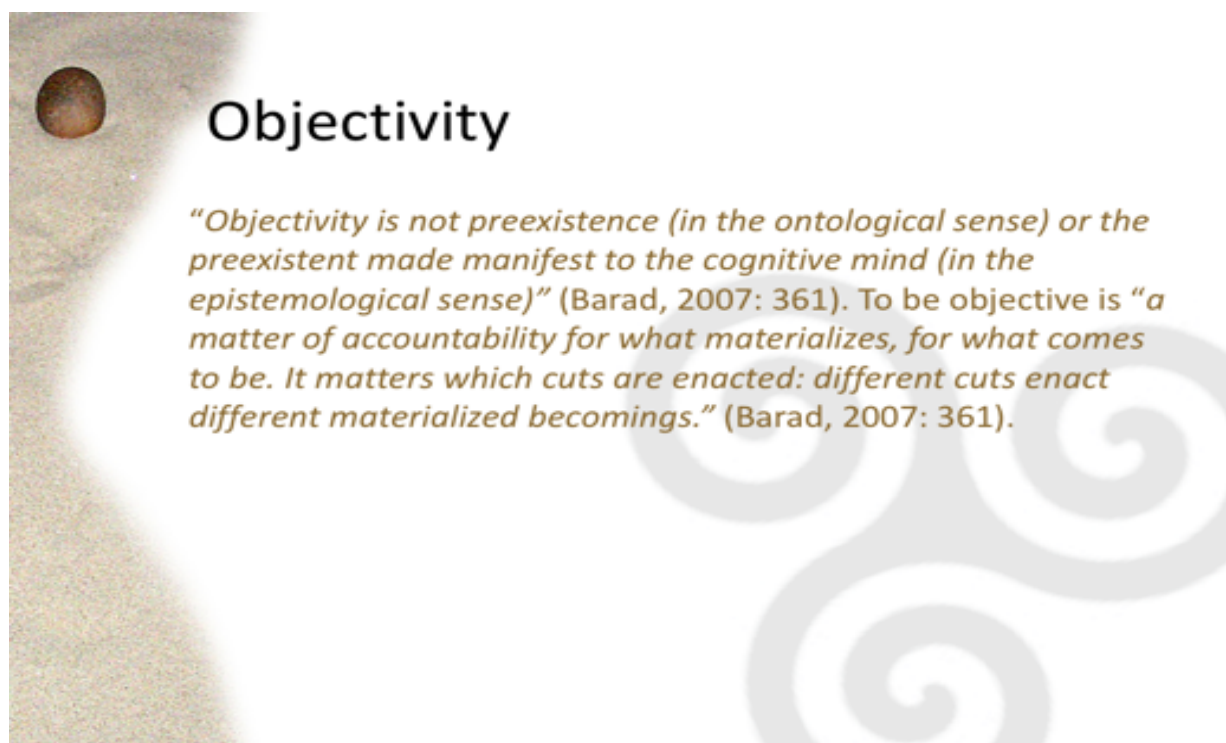 Objectivity
“Objectivity is not preexistence (in the ontological sense) or the
preexistent made manifest to the cognitive mind (in the
epistemological sense)” (Barad, 2007: 361). To be objective is “a
matter of accountability for what materializes, for what comes
to be. It matters which cuts are enacted: different cuts enact
different materialized becomings.” (Barad, 2007: 361).